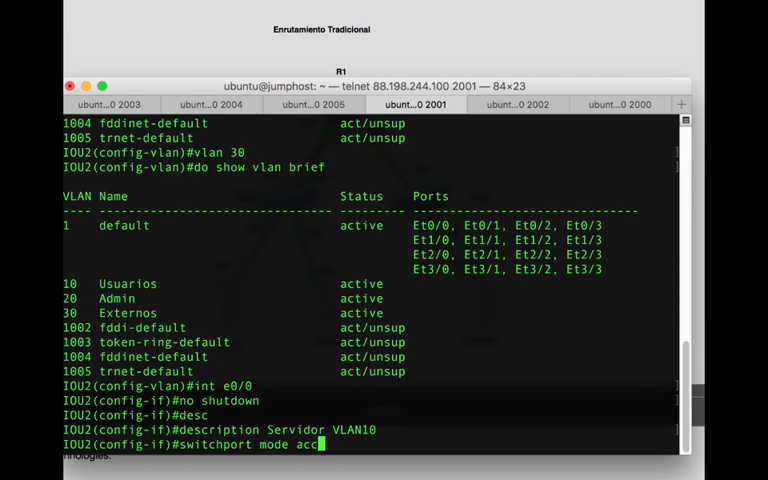 Enrutamiento Tradicional
R1
ubuntu@jumphost: ~ — telnet 88.198.244.100 2001 — 84×23
ubunt...0 2003 ubunt...0 2004 ubunt...0 2005 ubunt...0 2001 ubunt...0 2002 ubunt...0 2000 +
1004 fddinet-default act/unsup
1005 trnet-default act/unsup
IOU2(config-vlan)#vlan 30
IOU2(config-vlan)#do show vlan brief
VLAN Name Status Ports
---- -------------------------------- --------- -------------------------------
1 default active Et0/0, Et0/1, Et0/2, Et0/3
Et1/0, Et1/1, Et1/2, Et1/3
Et2/0, Et2/1, Et2/2, Et2/3
Et3/0, Et3/1, Et3/2, Et3/3
10 Usuarios active
20 Admin active
30 Externos active
1002 fddi-default act/unsup
1003 token-ring-default act/unsup
1004 fddinet-default act/unsup
1005 trnet-default act/unsup
IOU2(config-vlan)#int e0/0
IOU2(config-if)#no shutdown
IOU2(config-if)#desc
IOU2(config-if)#description Servidor VLAN10
IOU2(config-if)#switchport mode acc